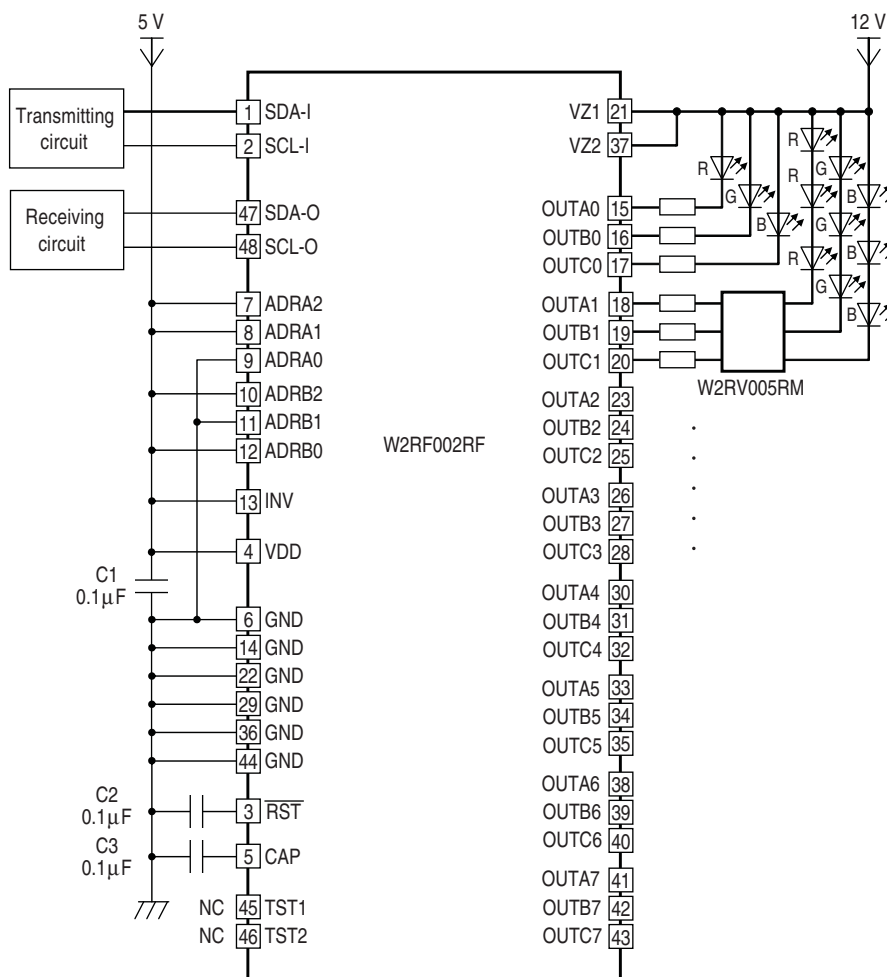 5 V
12 V
Transmitting
circuit
1 SDA-I
2 SCL-I
Receiving
circuit
47 SDA-O
48 SCL-O
7 ADRA2
8 ADRA1
9 ADRA0
10 ADRB2
11 ADRB1
12 ADRB0
13 INV
4 VDD
C1
0.1µF
6 GND
14 GND
22 GND
29 GND
36 GND
44 GND
C2
0.1µF
3 RST
C3
0.1µF
5 CAP
NC 45 TST1
NC 46 TST2
W2RF002RF
VZ1 21
VZ2 37
OUTA0 15
OUTB0 16
OUTC0 17
OUTA1 18
OUTB1 19
OUTC1 20
R
G
B
R
R
R
G
G
G
B
B
B
W2RV005RM
OUTA2 23
OUTB2 24
OUTC2 25
OUTA3 26
OUTB3 27
OUTC3 28
OUTA4 30
OUTB4 31
OUTC4 32
OUTA5 33
OUTB5 34
OUTC5 35
OUTA6 38
OUTB6 39
OUTC6 40
OUTA7 41
OUTB7 42
OUTC7 43